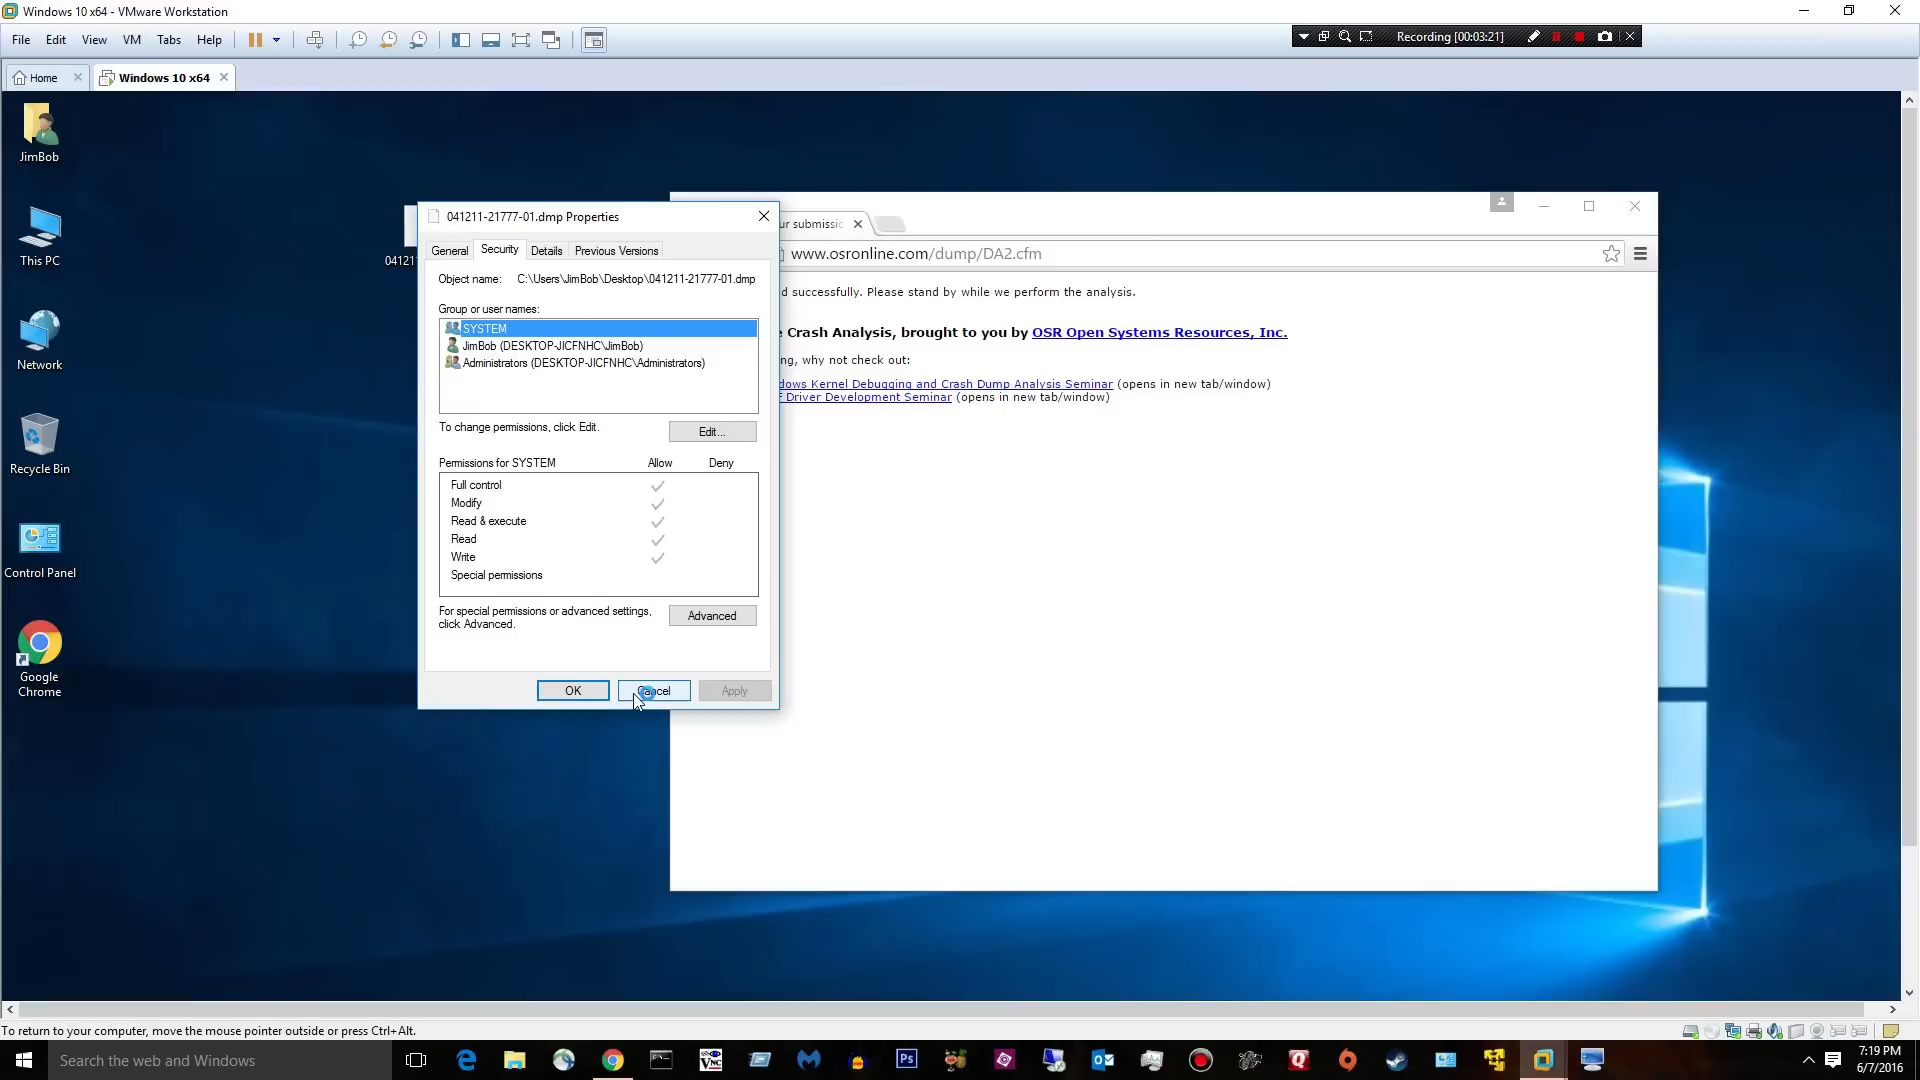 Windows 10 x64 - VMware Workstation
File Edit View VM Tabs Help
Recording [00:03:21]
Home
Windows 10 x64
JimBob
This PC
Network
Recycle Bin
Control Panel
Google
Chrome
04121
041211-21777-01.dmp Properties
General Security Details Previous Versions
Object name: C:\Users\JimBob\Desktop\041211-21777-01.dmp
Group or user names:
SYSTEM
JimBob (DESKTOP-JICFNHC\JimBob)
Administrators (DESKTOP-JICFNHC\Administrators)
To change permissions, click Edit.
Edit...
Permissions for SYSTEM Allow Deny
Full control
Modify
Read & execute
Read
Write
Special permissions
For special permissions or advanced settings,
click Advanced.
Advanced
OK Cancel Apply
ur submissic
www.osronline.com/dump/DA2.cfm
d successfully. Please stand by while we perform the analysis.
e Crash Analysis, brought to you by OSR Open Systems Resources, Inc.
ng, why not check out:
dows Kernel Debugging and Crash Dump Analysis Seminar (opens in new tab/window)
F Driver Development Seminar (opens in new tab/window)
To return to your computer, move the mouse pointer outside or press Ctrl+Alt.
Search the web and Windows
VNC
Ps
7:19 PM
6/7/2016